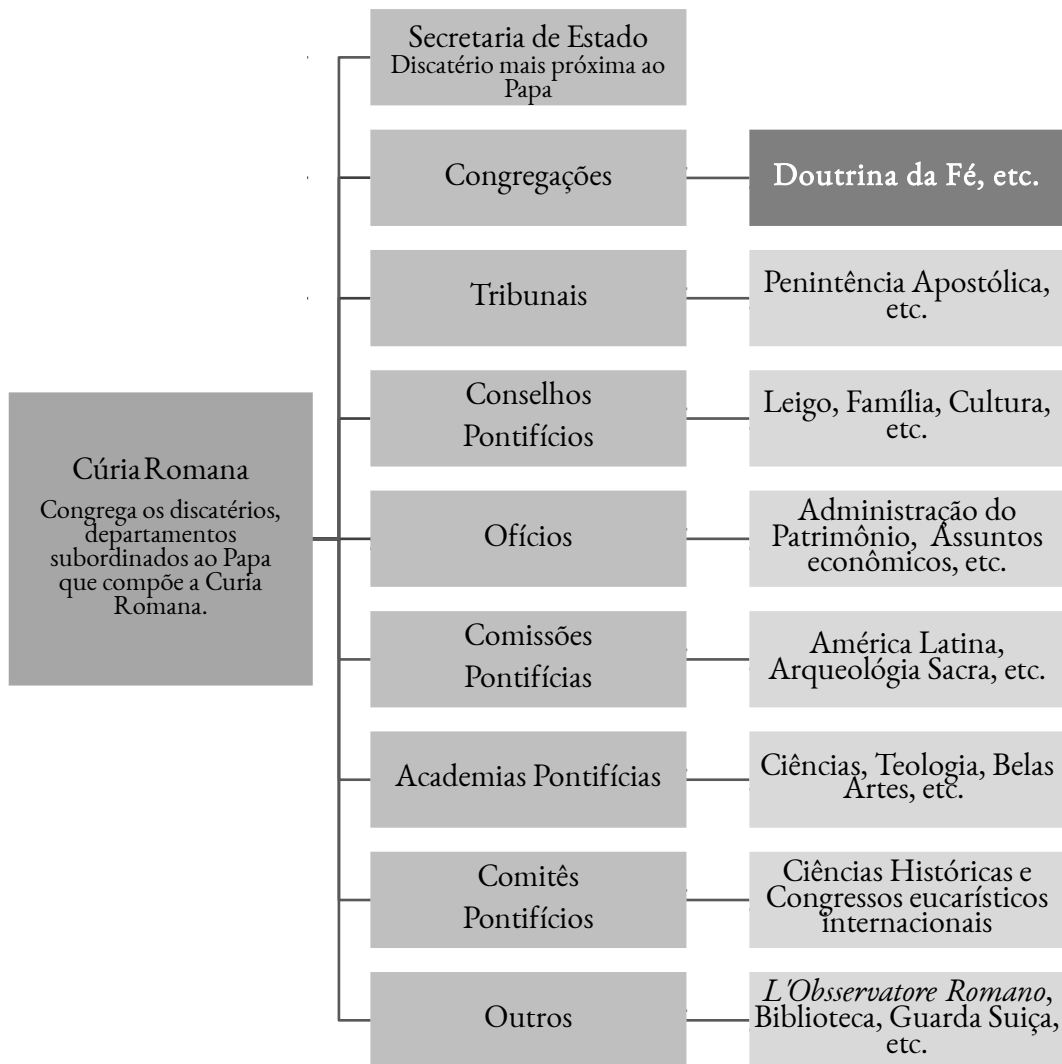 Secretaria de Estado
Discatério mais próxima ao
Papa
Congregações
Doutrina da Fé, etc.
Tribunais
Penintência Apostólica,
etc.
Conselhos
Pontifícios
Leigo, Família, Cultura,
etc.
Cúria Romana
Congrega os discatérios,
departamentos
subordinados ao Papa
que compõe a Curia
Romana.
Ofícios
Administração do
Patrimônio, Assuntos
econômicos, etc.
Comissões
Pontifícias
América Latina,
Arqueológia Sacra, etc.
Academias Pontifícias
Ciências, Teologia, Belas
Artes, etc.
Comitês
Pontifícios
Ciências Históricas e
Congressos eucarísticos
internacionais
Outros
L'Obsservatore Romano,
Biblioteca, Guarda Suiça,
etc.